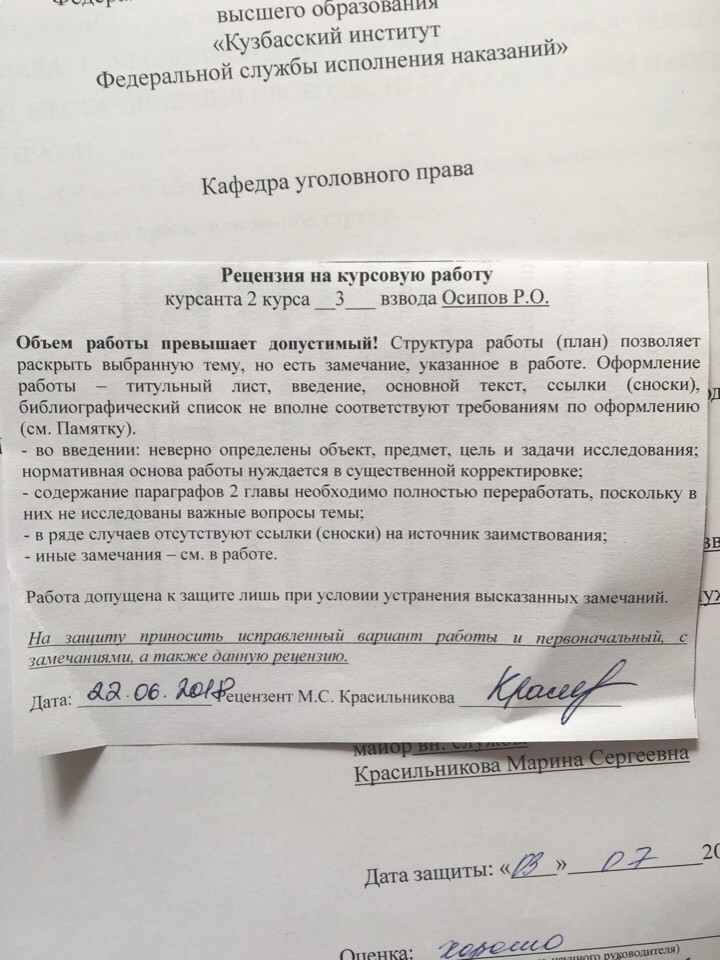 высшего образования
«Кузбасский институт
Федеральной службы исполнения наказаний»
Кафедра уголовного права
Рецензия на курсовую работу
курсанта 2 курса __3___ взвода Осипов Р.О.
Объем работы превышает допустимый! Структура работы (план) позволяет
раскрыть выбранную тему, но есть замечание, указанное в работе. Оформление
работы – титульный лист, введение, основной текст, ссылки (сноски),
библиографический список не вполне соответствуют требованиям по оформлению
(см. Памятку).
- во введении: неверно определены объект, предмет, цель и задачи исследования;
нормативная основа работы нуждается в существенной корректировке;
- содержание параграфов 2 главы необходимо полностью переработать, поскольку в
них не исследованы важные вопросы темы;
- в ряде случаев отсутствуют ссылки (сноски) на источник заимствования;
- иные замечания – см. в работе.
Работа допущена к защите лишь при условии устранения высказанных замечаний.
На защиту приносить исправленный вариант работы и первоначальный, с
замечаниями, а также данную рецензию.
Дата: 22.06.2018 Рецензент М.С. Красильникова
майор вн. службы
Красильникова Марина Сергеевна
Дата защиты: «03» 07 20
Оценка: хорошо
научного руководителя)